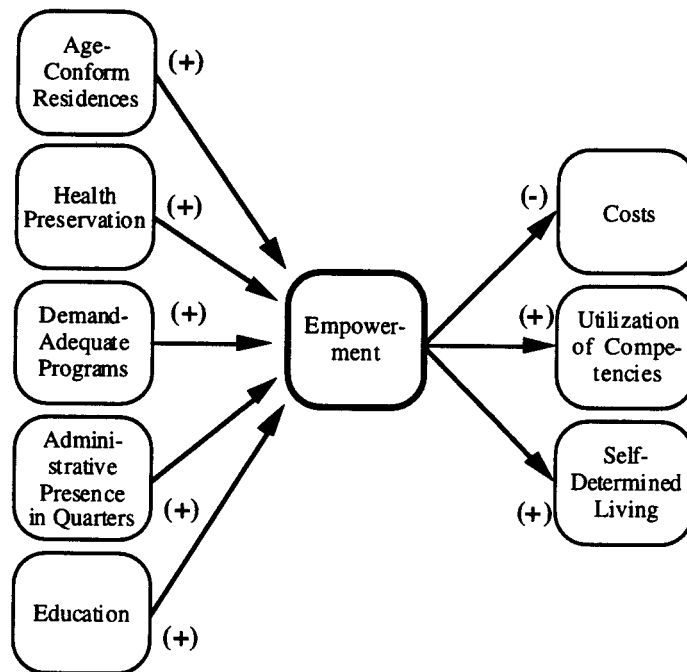 Age-
Conform
Residences
(+)
Health
Preservation
(+)
Demand-
Adequate
Programs
(+)
Admini-
strative
Presence
in Quarters
(+)
Education
(+)
Empower-
ment
(-)
Costs
(+)
Utilization
of Compe-
tencies
(+)
Self-
Determined
Living